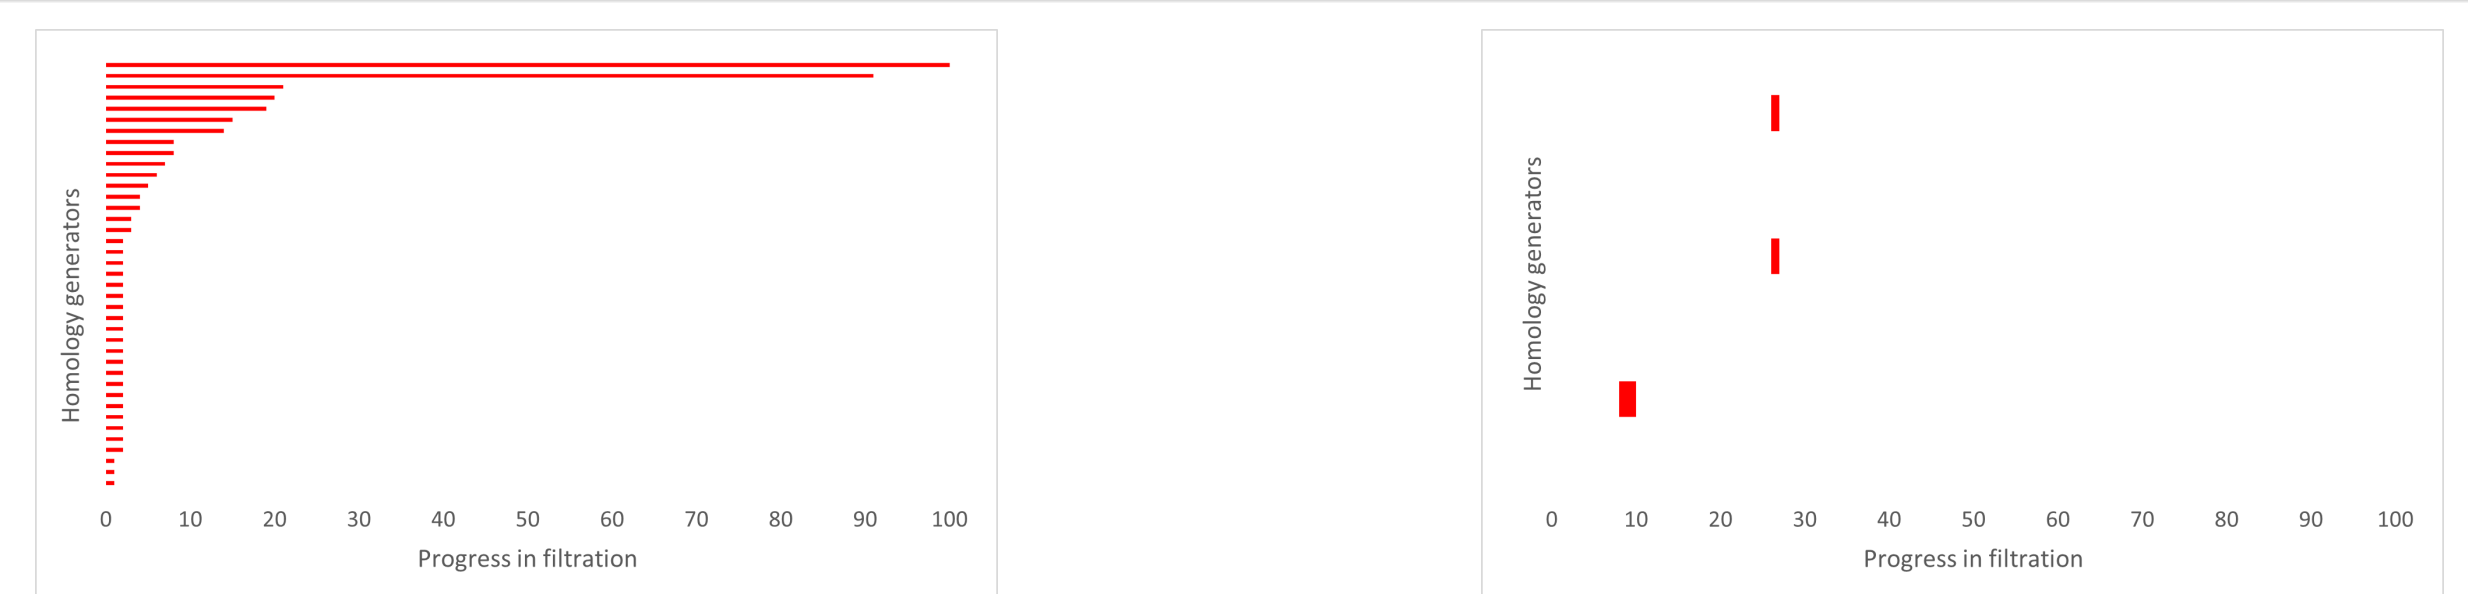 Homology generators
0 10 20 30 40 50 60 70 80 90 100
Progress in filtration
Homology generators
0 10 20 30 40 50 60 70 80 90 100
Progress in filtration